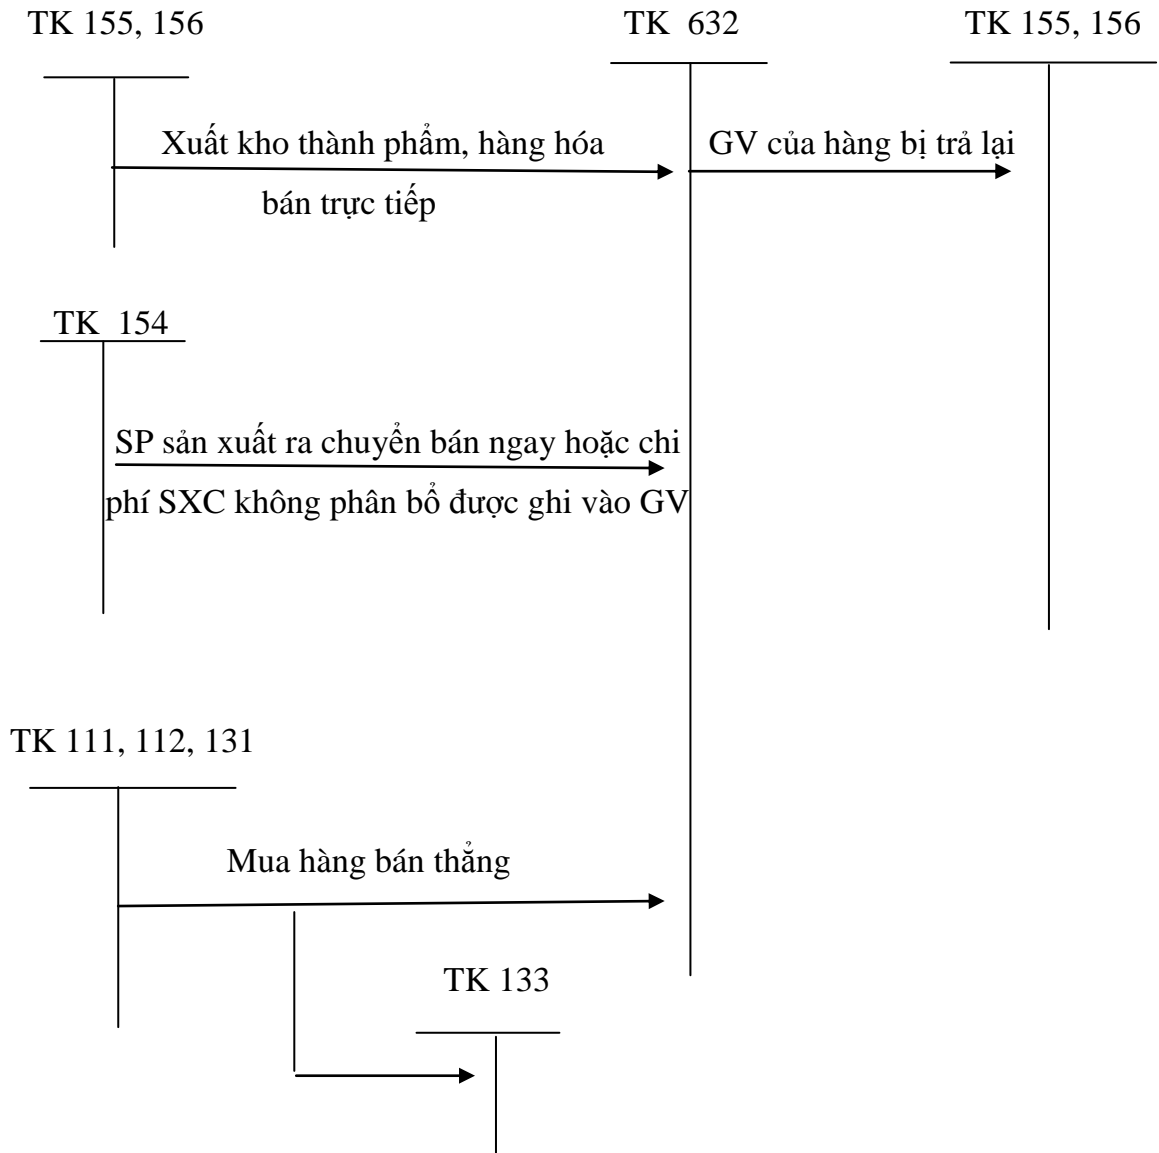 TK 155, 156
TK 632
TK 155, 156
Xuất kho thành phẩm, hàng hóa
bán trực tiếp
GV của hàng bị trả lại
TK 154
SP sản xuất ra chuyển bán ngay hoặc chi
phí SXC không phân bổ được ghi vào GV
TK 111, 112, 131
Mua hàng bán thẳng
TK 133